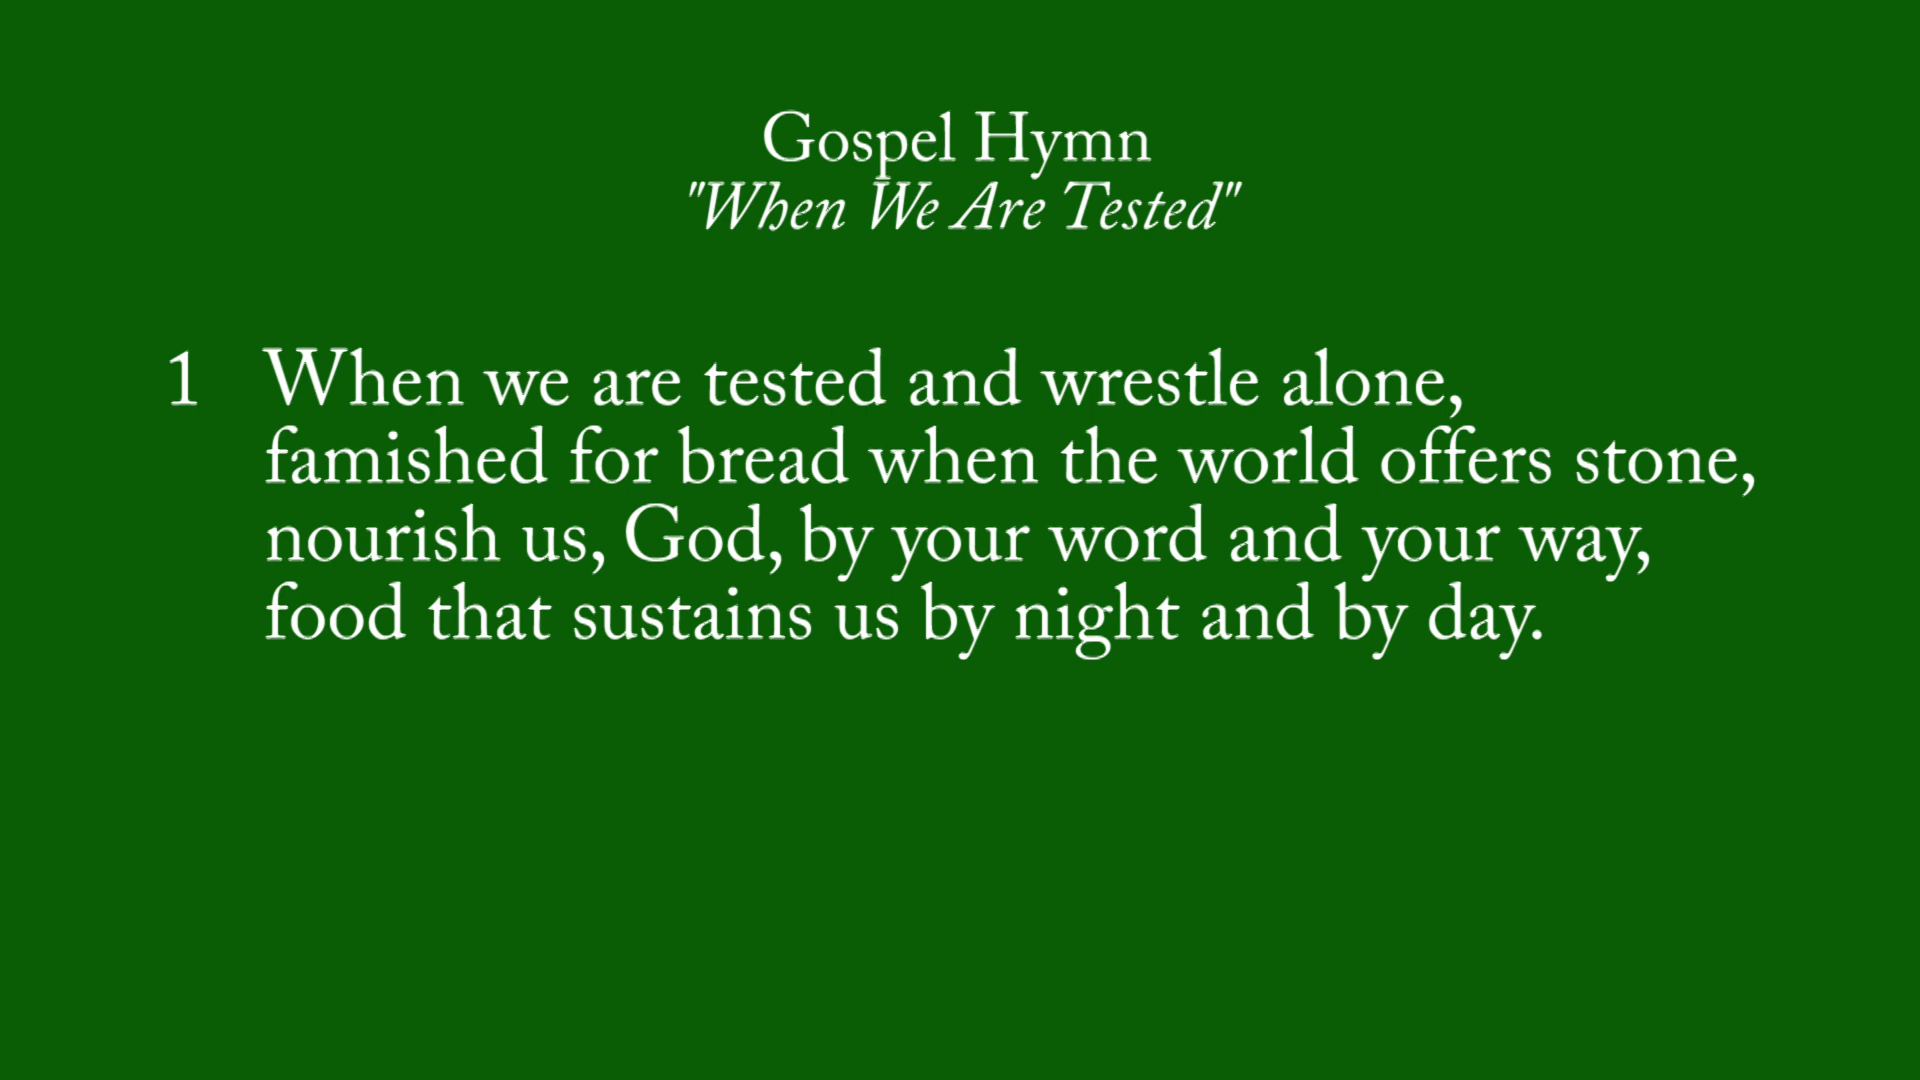 Gospel Hymn
"When We Are Tested"
1 When we are tested and wrestle alone,
famished for bread when the world offers stone,
nourish us, God, by your word and your way,
food that sustains us by night and by day.